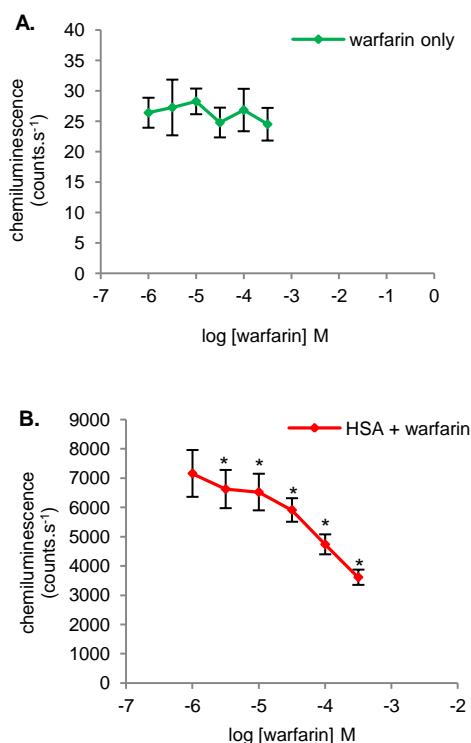 A.
40
35
30
25
20
15
10
5
0
-7 -6 -5 -4 -3 -2 -1 0
chemiluminescence
(counts.s⁻¹)
log [warfarin] M
warfarin only
B.
9000
8000
7000
6000
5000
4000
3000
2000
1000
0
-7 -6 -5 -4 -3 -2
chemiluminescence
(counts.s⁻¹)
log [warfarin] M
HSA + warfarin
* * * * *